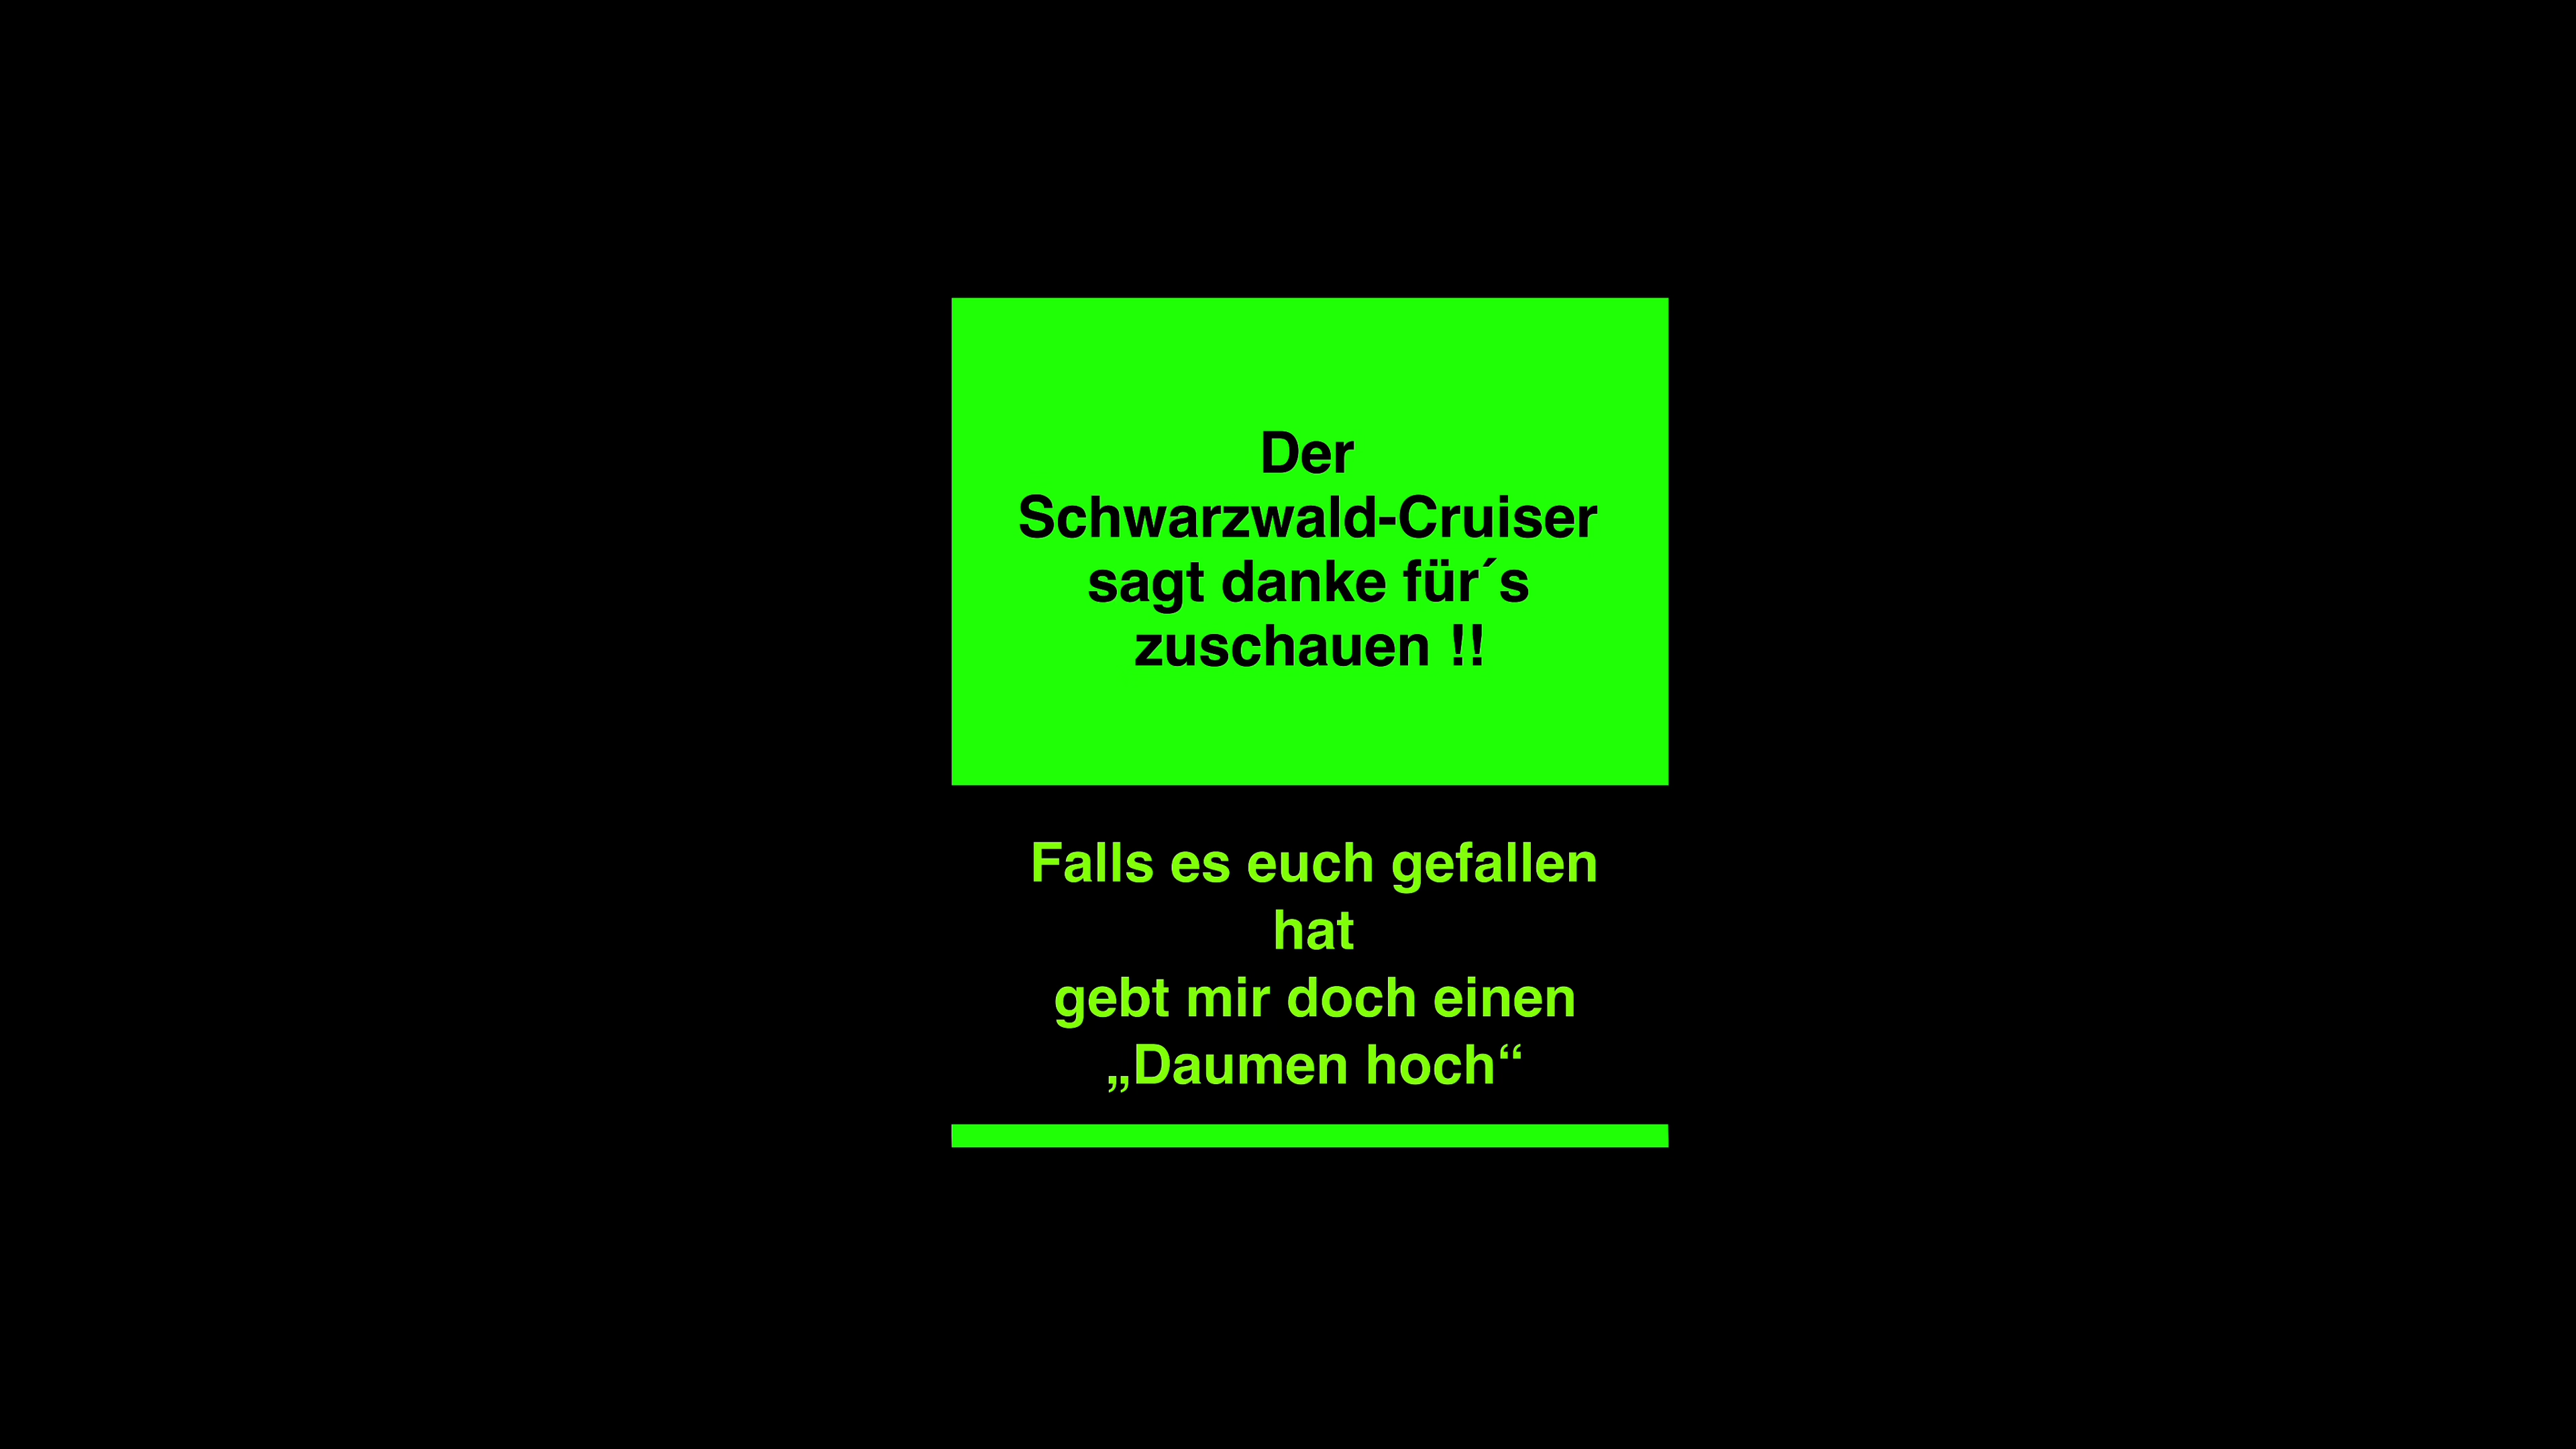 Der
Schwarzwald-Cruiser
sagt danke für´s
zuschauen !!
Falls es euch gefallen
hat
gebt mir doch einen
„Daumen hoch“